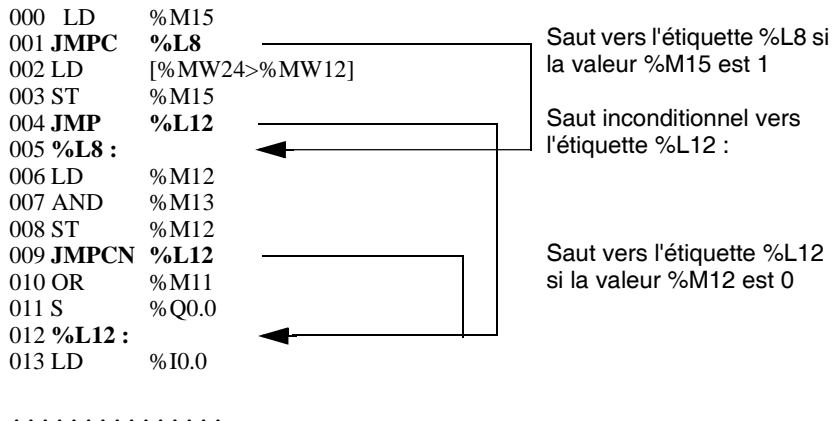 000 LD %M15
001 JMPC %L8
002 LD [%MW24>%MW12]
003 ST %M15
004 JMP %L12
005 %L8 :
006 LD %M12
007 AND %M13
008 ST %M12
009 JMPCN %L12
010 OR %M11
011 S %Q0.0
012 %L12 :
013 LD %I0.0
...............
Saut vers l'étiquette %L8 si
la valeur %M15 est 1
Saut inconditionnel vers
l'étiquette %L12 :
Saut vers l'étiquette %L12
si la valeur %M12 est 0